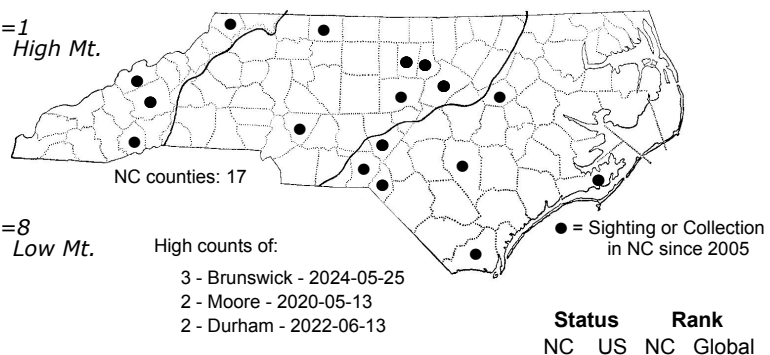 =1
High Mt.
NC counties: 17
=8
Low Mt.
High counts of:
3 - Brunswick - 2024-05-25
2 - Moore - 2020-05-13
2 - Durham - 2022-06-13
● = Sighting or Collection
in NC since 2005
Status Rank
NC US NC Global